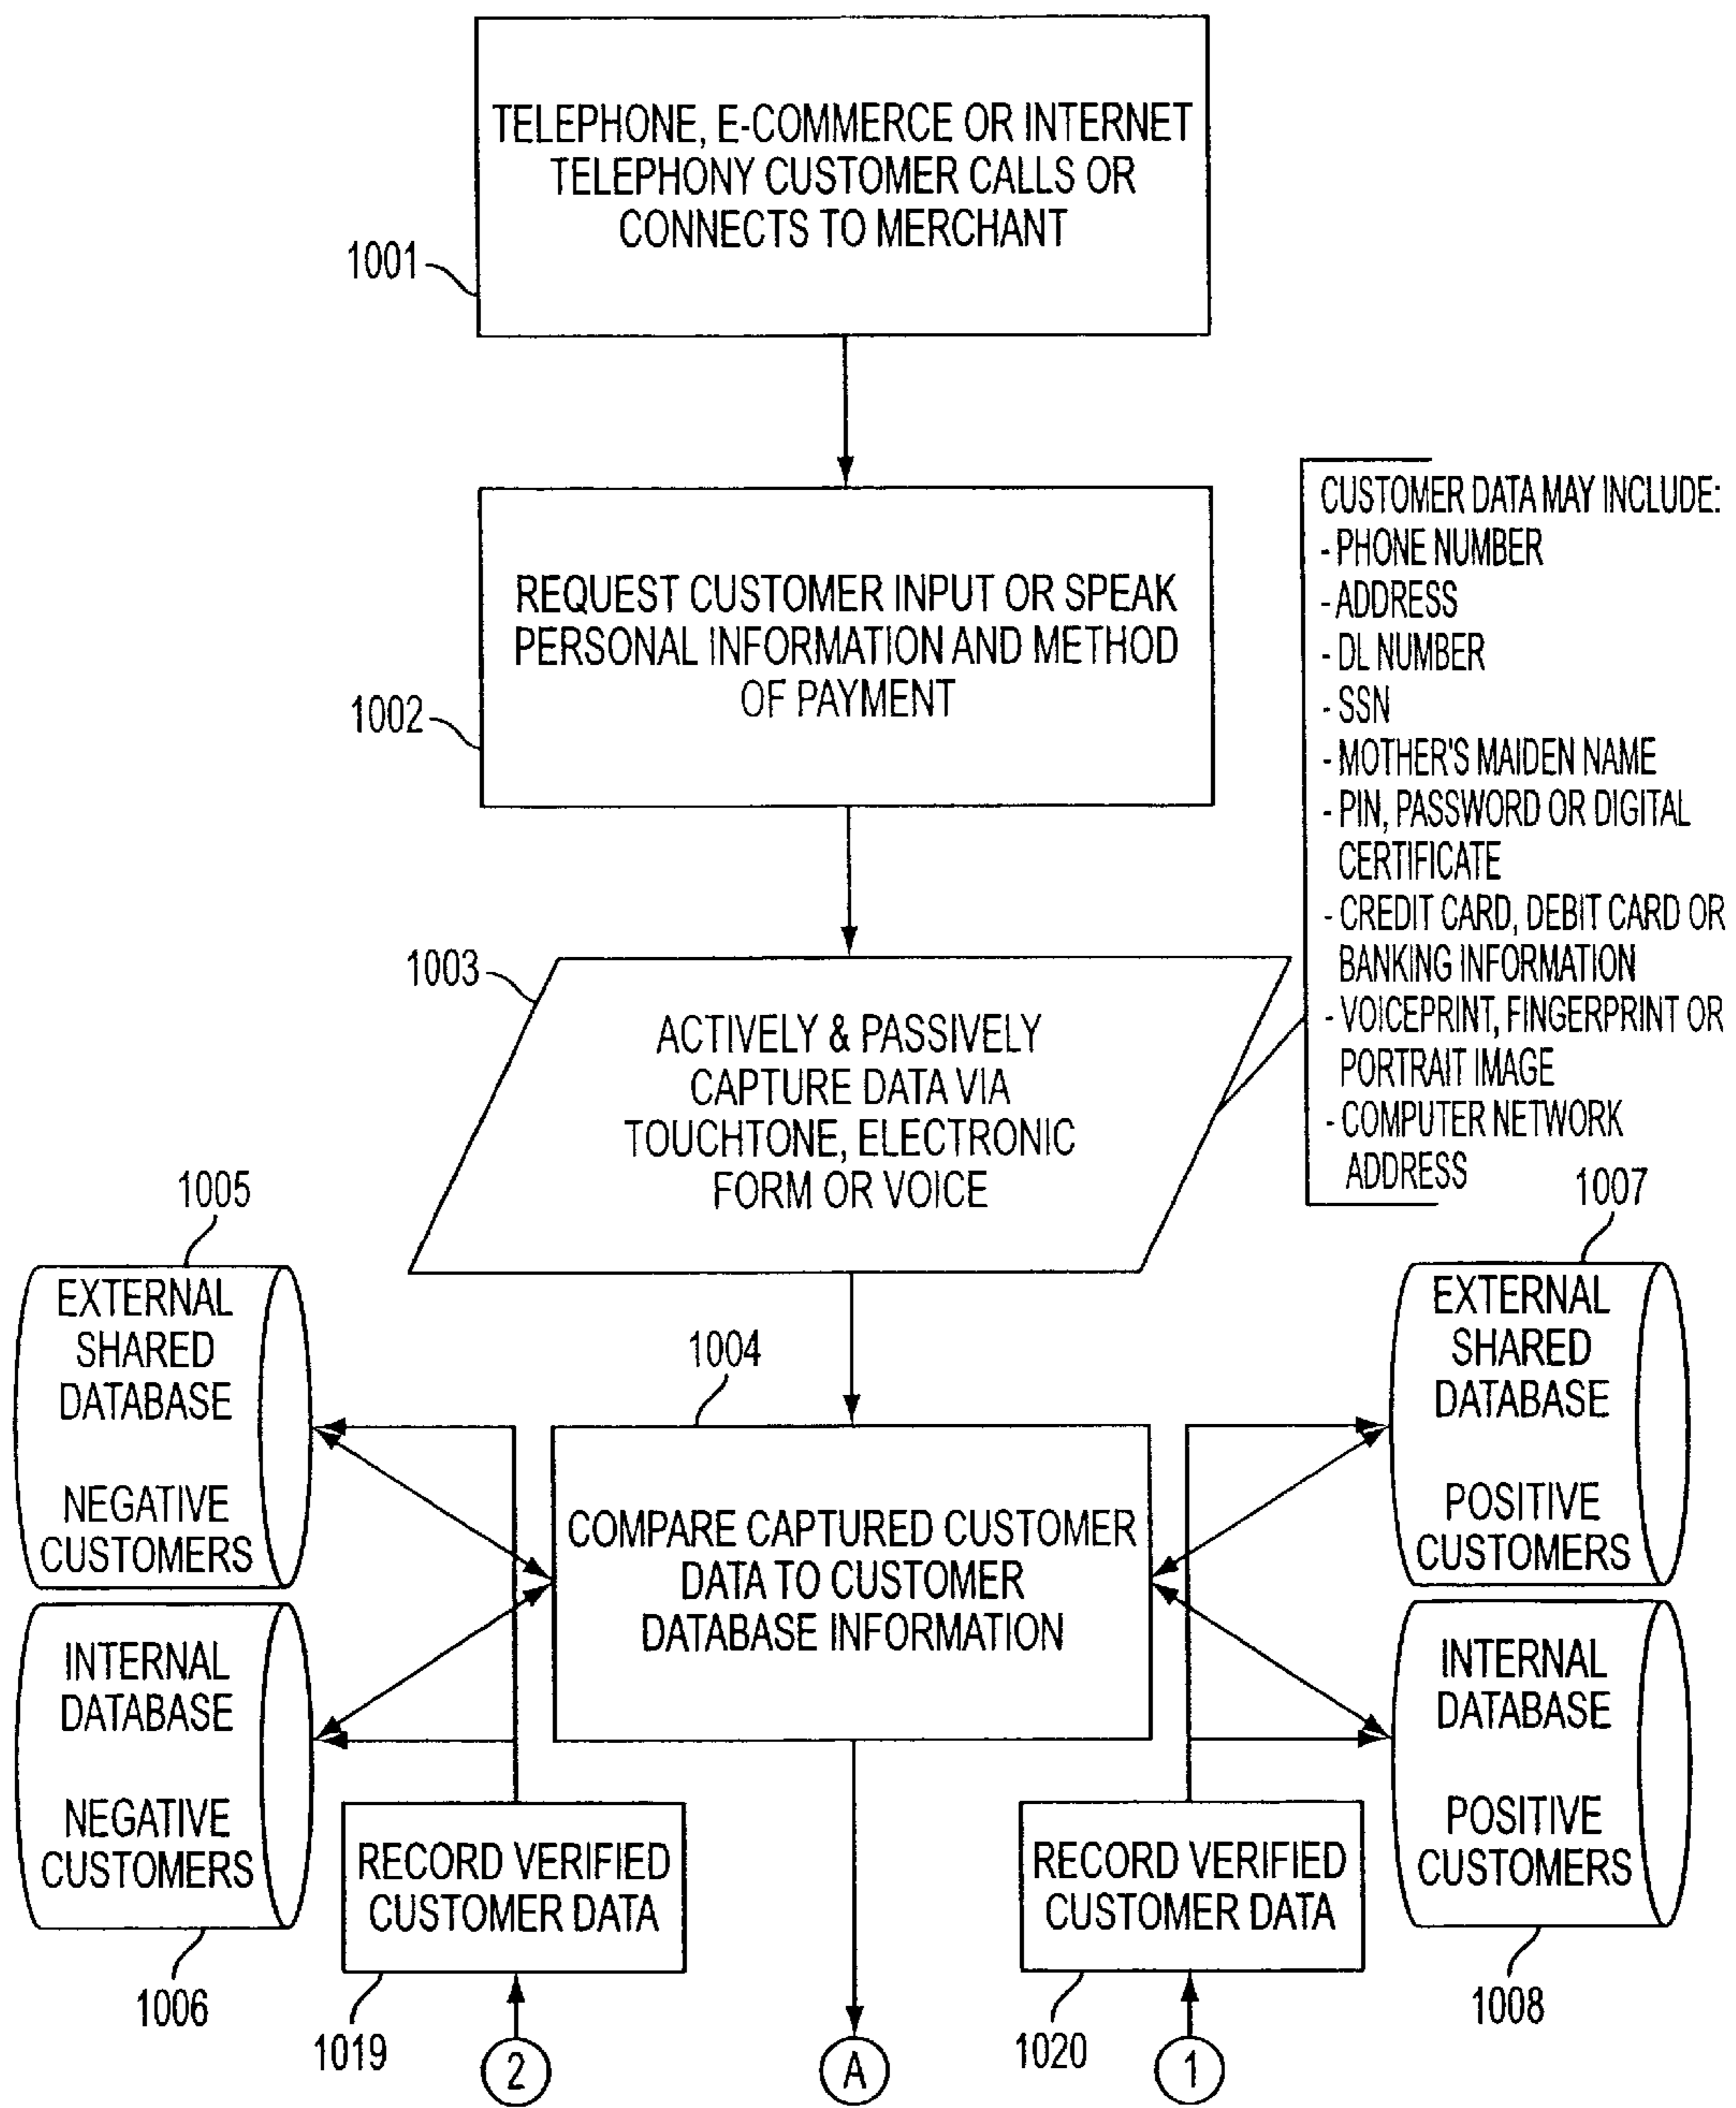 TELEPHONE, E-COMMERCE OR INTERNET
TELEPHONY CUSTOMER CALLS OR
CONNECTS TO MERCHANT
1001
REQUEST CUSTOMER INPUT OR SPEAK
PERSONAL INFORMATION AND METHOD
OF PAYMENT
1002
CUSTOMER DATA MAY INCLUDE:
- PHONE NUMBER
- ADDRESS
- DL NUMBER
- SSN
- MOTHER'S MAIDEN NAME
- PIN, PASSWORD OR DIGITAL
CERTIFICATE
- CREDIT CARD, DEBIT CARD OR
BANKING INFORMATION
- VOICEPRINT, FINGERPRINT OR
PORTRAIT IMAGE
- COMPUTER NETWORK
ADDRESS
1003
ACTIVELY & PASSIVELY
CAPTURE DATA VIA
TOUCHTONE, ELECTRONIC
FORM OR VOICE
1005
EXTERNAL
SHARED
DATABASE
NEGATIVE
CUSTOMERS
1004
COMPARE CAPTURED CUSTOMER
DATA TO CUSTOMER
DATABASE INFORMATION
1007
EXTERNAL
SHARED
DATABASE
POSITIVE
CUSTOMERS
INTERNAL
DATABASE
NEGATIVE
CUSTOMERS
1006
RECORD VERIFIED
CUSTOMER DATA
1019
2
A
RECORD VERIFIED
CUSTOMER DATA
1020
1
INTERNAL
DATABASE
POSITIVE
CUSTOMERS
1008